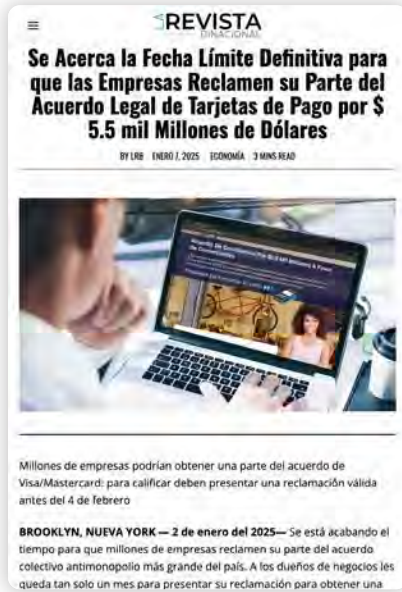 REVISTA
DINACIONAL
Se Acerca la Fecha Límite Definitiva para
que las Empresas Reclamen su Parte del
Acuerdo Legal de Tarjetas de Pago por $
5.5 mil Millones de Dólares
BY LRB ENERO 7, 2025 ECONOMÍA 3 MINS READ
Millones de empresas podrían obtener una parte del acuerdo de
Visa/Mastercard: para calificar deben presentar una reclamación válida
antes del 4 de febrero
BROOKLYN, NUEVA YORK — 2 de enero del 2025— Se está acabando el
tiempo para que millones de empresas reclamen su parte del acuerdo
colectivo antimonopolio más grande del país. A los dueños de negocios les
queda tan solo un mes para presentar su reclamación para obtener una